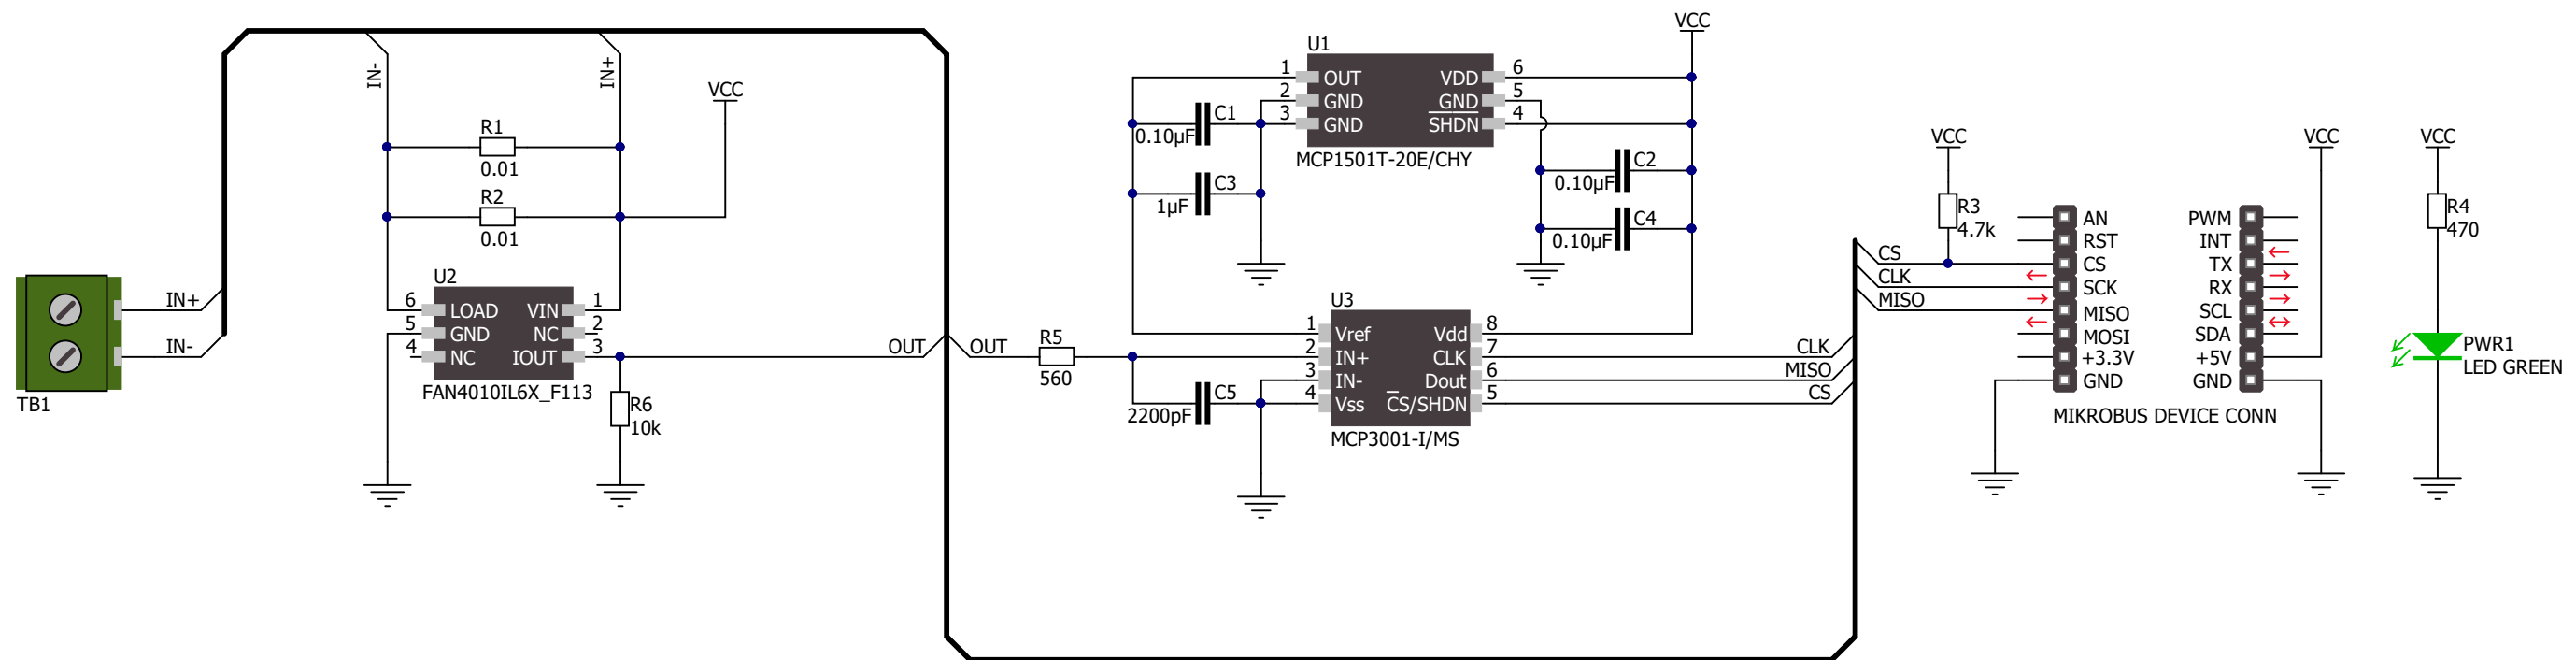 IN-
IN+
VCC
R1
0.01
R2
0.01
U2
6 LOAD VIN 1
5 GND NC 2
4 NC IOUT 3
FAN4010IL6X_F113
R6
10k
IN+
IN-
TB1
OUT
OUT
R5
560
U1
1 OUT VDD 6
2 GND GND 5
3 GND SHDN 4
MCP1501T-20E/CHY
VCC
C1
0.10µF
C3
1µF
C2
0.10µF
C4
0.10µF
U3
1 Vref Vdd 8
2 IN+ CLK 7
3 IN- Dout 6
4 Vss CS/SHDN 5
MCP3001-I/MS
C5
2200pF
CLK
MISO
CS
CS
CLK
MISO
VCC
R3
4.7k
AN PWM
RST INT
CS TX
SCK RX
MISO SCL
MOSI SDA
+3.3V +5V
GND GND
MIKROBUS DEVICE CONN
VCC
VCC
R4
470
PWR1
LED GREEN